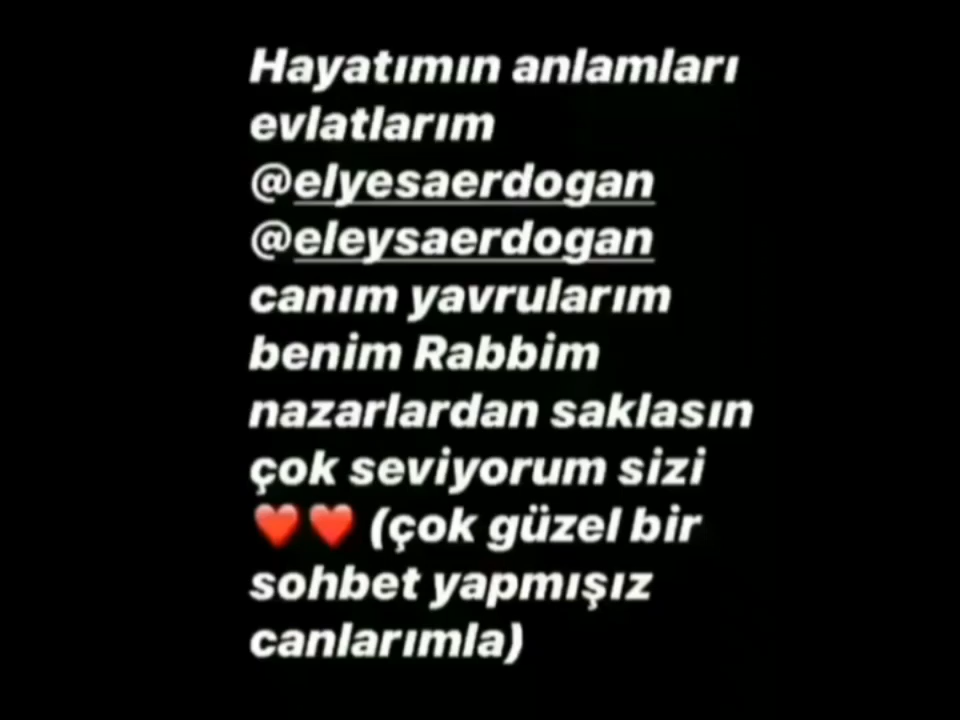 Hayatımın anlamları
evlatlarım
@elyesaerdogan
@eleysaerdogan
canım yavrularım
benim Rabbim
nazarlardan saklasın
çok seviyorum sizi
❤️❤️ (çok güzel bir
sohbet yapmışız
canlarımla)